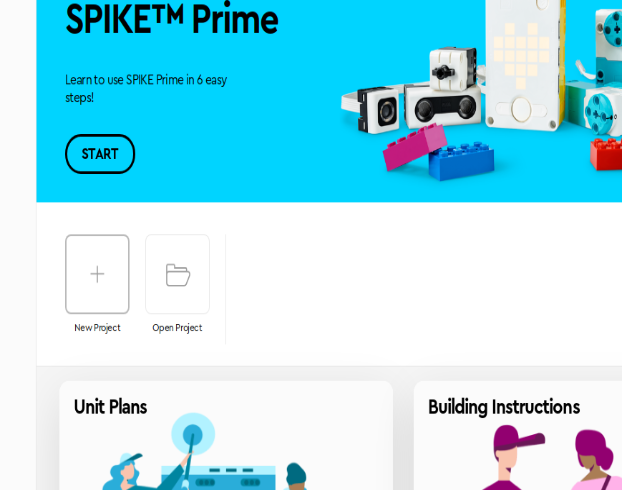 SPIKE™ Prime
Learn to use SPIKE Prime in 6 easy
steps!
START
New Project
Open Project
Unit Plans
Building Instructions